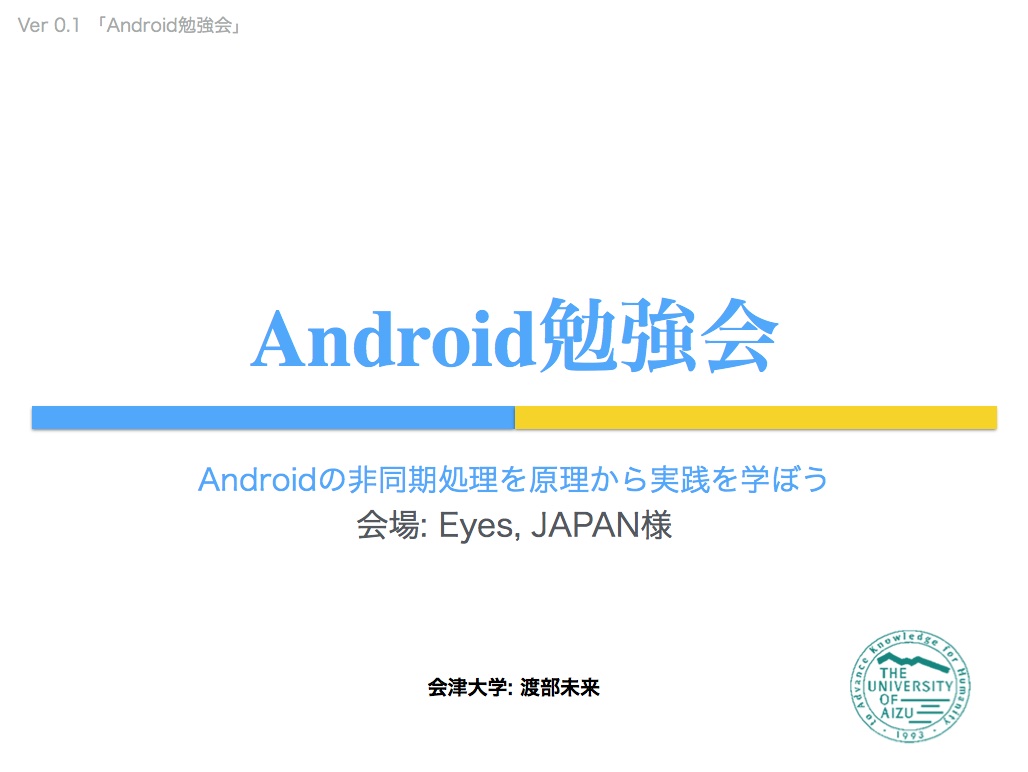 Ver 0.1 「Android勉強会」
Android勉強会
Androidの非同期処理を原理から実践を学ぼう
会場: Eyes, JAPAN様
会津大学: 渡部未来
to Advance Knowledge for Humanity
THE
UNIVERSITY
OF
AIZU
・1993・